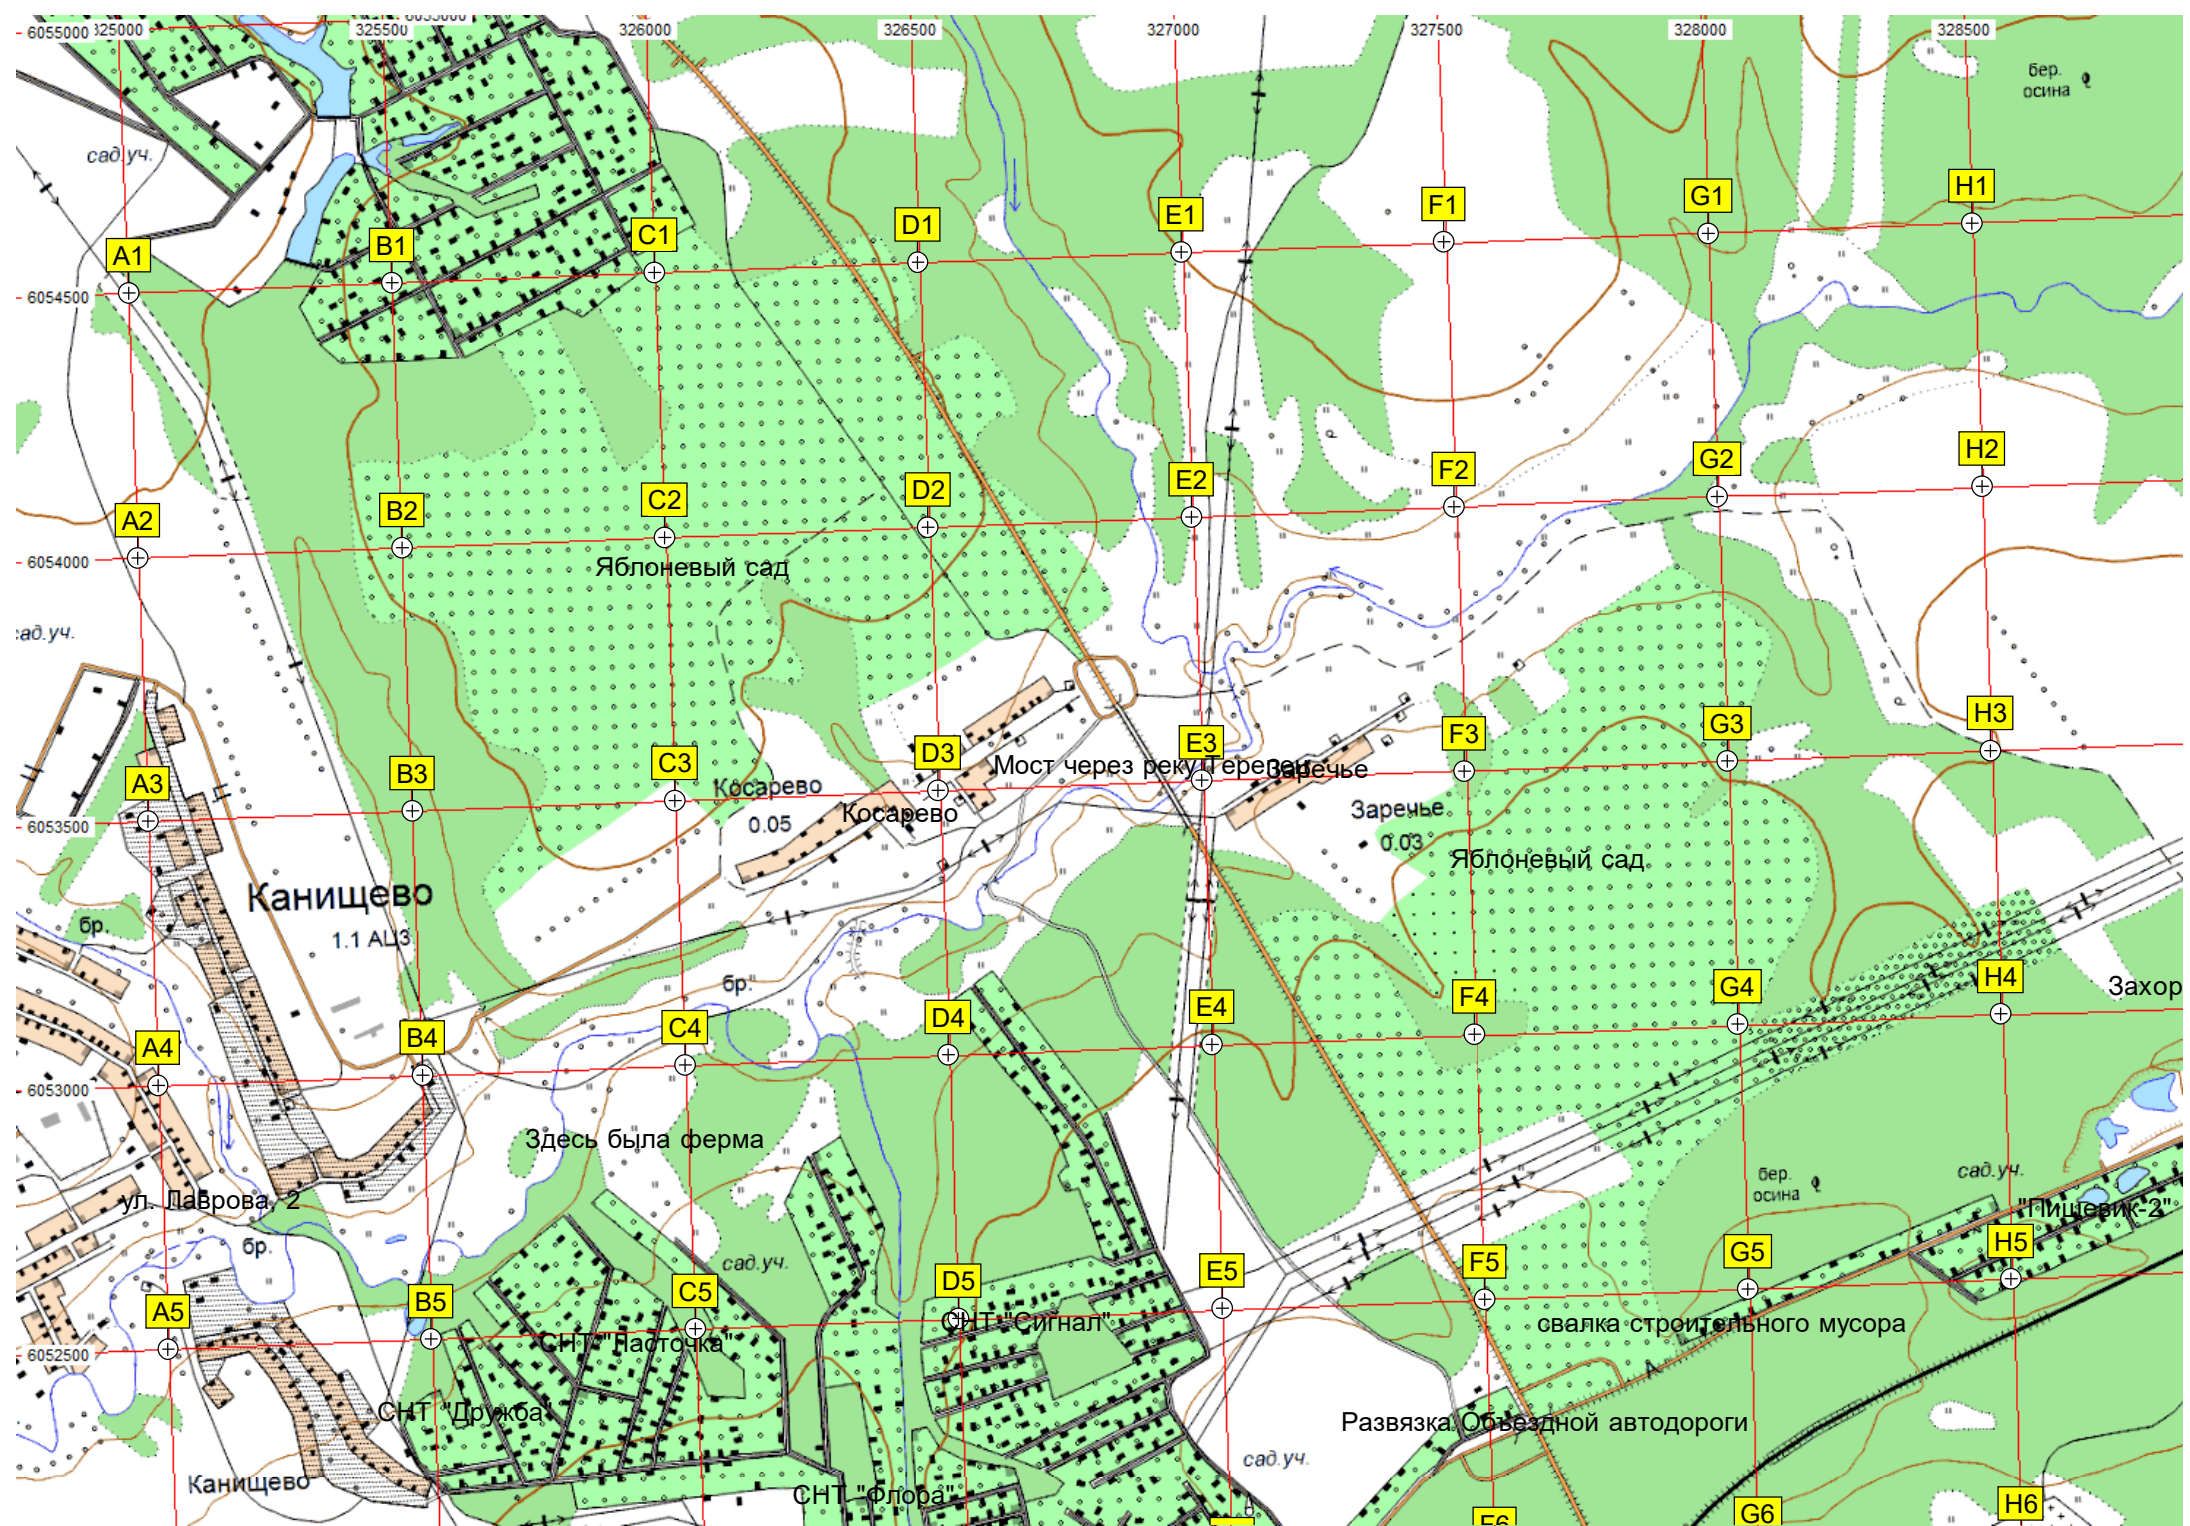 6055000
325000
325500
6055000
326000
326500
327000
327500
328000
328500
бер.
осина
сад.уч.
A1
B1
C1
D1
E1
F1
G1
H1
6054500
A2
B2
C2
D2
E2
F2
G2
H2
6054000
Яблоневый сад
сад.уч.
A3
B3
C3
D3
E3
F3
G3
H3
Мост через реку Теренец
Заречье
Косарево
0.05
Косарево
Заречье
0.03
6053500
Яблоневый сад
Канищево
1.1 АЦЗ
бр.
бр.
Захор
A4
B4
C4
D4
E4
F4
G4
H4
6053000
Здесь была ферма
ул. Лаврова, 2
бр.
бер.
осина
сад.уч.
"Пищевик-2"
сад.уч.
A5
B5
C5
D5
E5
F5
G5
H5
6052500
СНТ "Ласточка"
СНТ "Сигнал"
свалка строительного мусора
СНТ "Дружба"
Развязка Объездной автодороги
сад.уч.
Канищево
СНТ "Флора"
F6
G6
H6